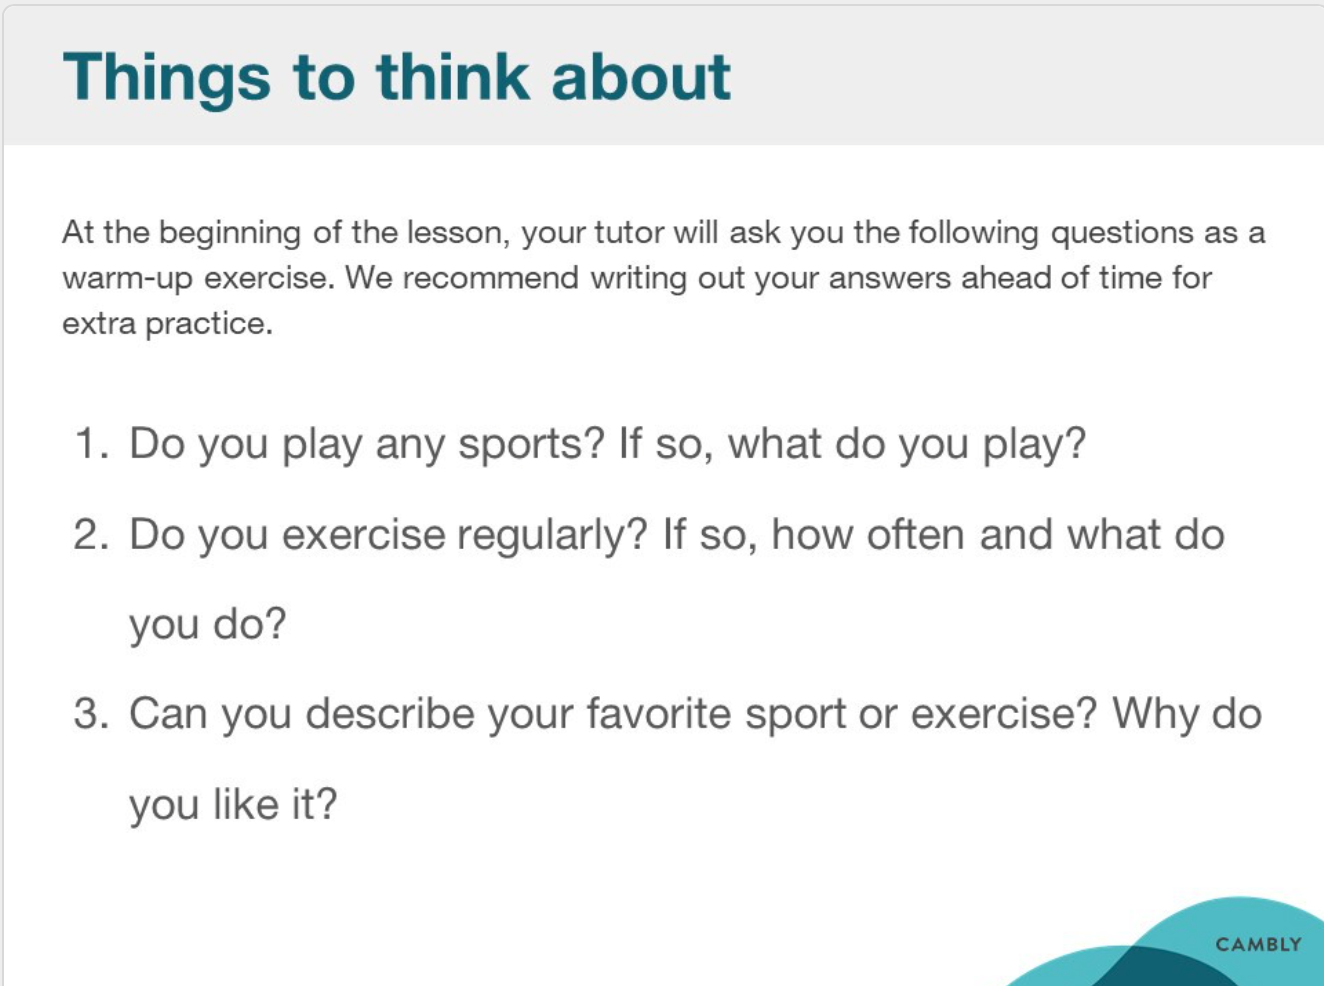 Things to think about
At the beginning of the lesson, your tutor will ask you the following questions as a
warm-up exercise. We recommend writing out your answers ahead of time for
extra practice.
1. Do you play any sports? If so, what do you play?
2. Do you exercise regularly? If so, how often and what do
you do?
3. Can you describe your favorite sport or exercise? Why do
you like it?
CAMBLY